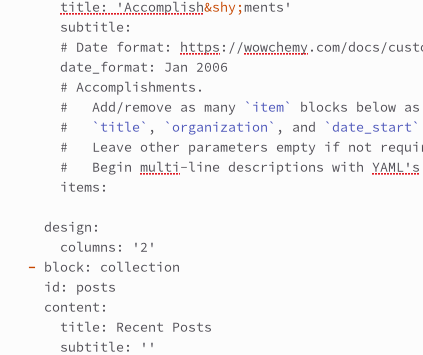 title: 'Accomplish&shy;ments'
subtitle:
# Date format: https://wowchemy.com/docs/custo
date_format: Jan 2006
# Accomplishments.
#   Add/remove as many `item` blocks below as
#   `title`, `organization`, and `date_start`
#   Leave other parameters empty if not requir
#   Begin multi-line descriptions with YAML's
items:
design:
columns: '2'
- block: collection
id: posts
content:
title: Recent Posts
subtitle: ''